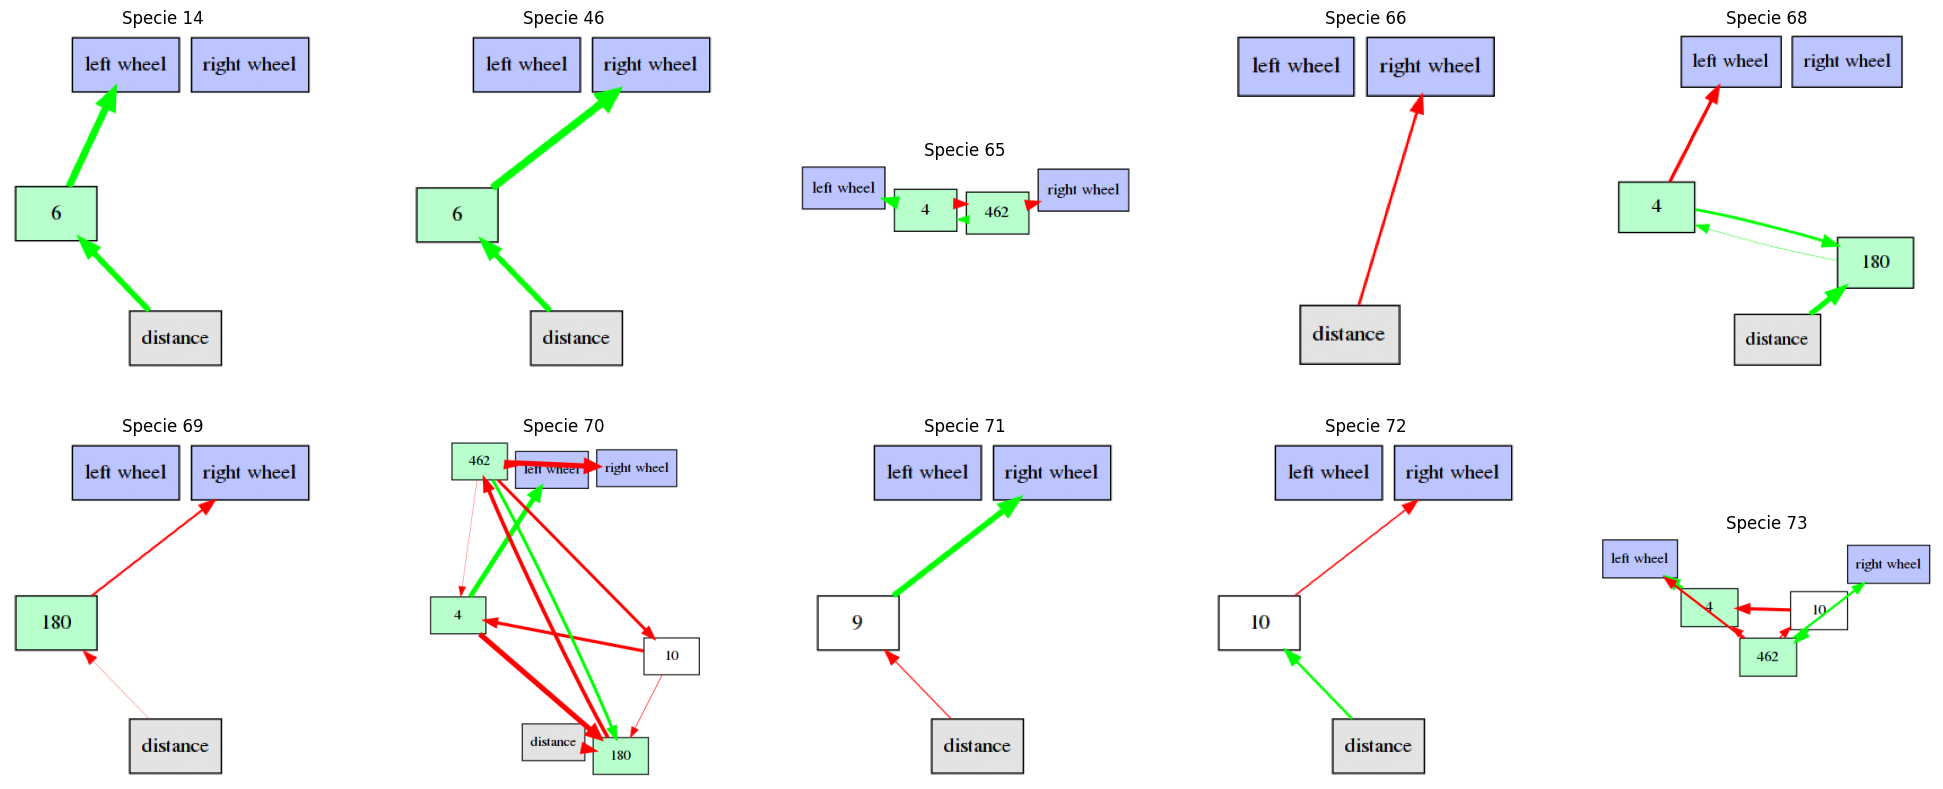 Specie 14
left wheel
right wheel
6
distance
Specie 46
left wheel
right wheel
6
distance
Specie 65
left wheel
4
462
right wheel
Specie 66
left wheel
right wheel
distance
Specie 68
left wheel
right wheel
4
180
distance
Specie 69
left wheel
right wheel
180
distance
Specie 70
462
left wheel
right wheel
4
10
distance
180
Specie 71
left wheel
right wheel
9
distance
Specie 72
left wheel
right wheel
10
distance
Specie 73
left wheel
right wheel
4
10
462